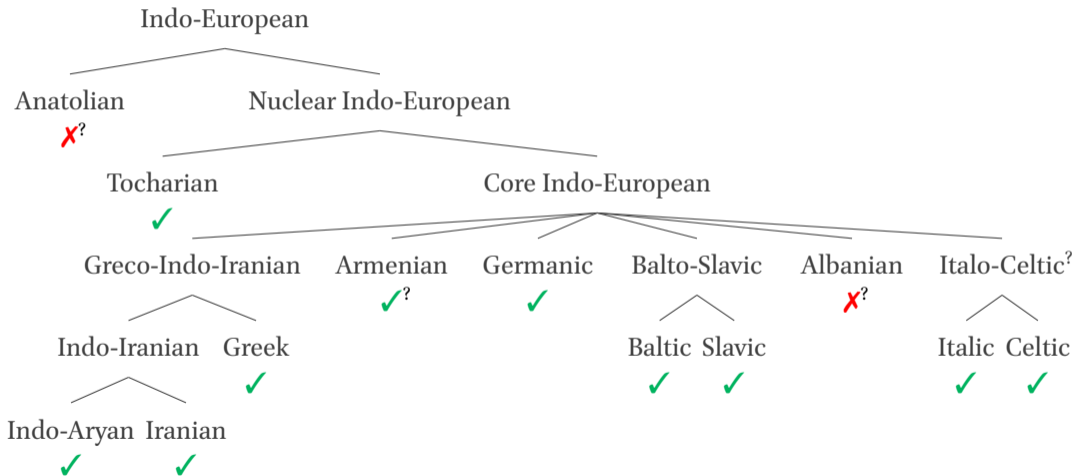 Indo-European
Anatolian Nuclear Indo-European
✗?
Tocharian Core Indo-European
✓
Greco-Indo-Iranian Armenian Germanic Balto-Slavic Albanian Italo-Celtic?
✓? ✓ ✗?
Indo-Iranian Greek Baltic Slavic Italic Celtic
✓ ✓ ✓ ✓ ✓
Indo-Aryan Iranian
✓ ✓